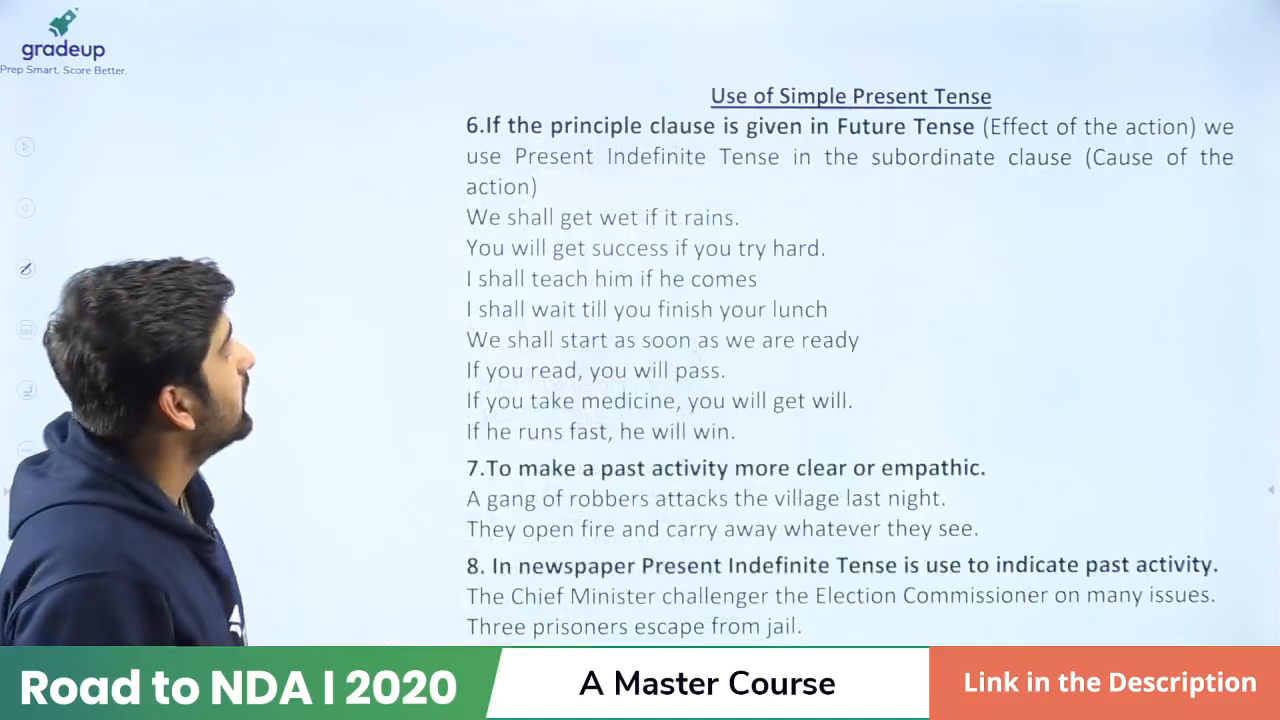 gradeup
Prep Smart. Score Better.
Use of Simple Present Tense
6.If the principle clause is given in Future Tense (Effect of the action) we
use Present Indefinite Tense in the subordinate clause (Cause of the
action)
We shall get wet if it rains.
You will get success if you try hard.
I shall teach him if he comes
I shall wait till you finish your lunch
We shall start as soon as we are ready
If you read, you will pass.
If you take medicine, you will get will.
If he runs fast, he will win.
7.To make a past activity more clear or empathic.
A gang of robbers attacks the village last night.
They open fire and carry away whatever they see.
8. In newspaper Present Indefinite Tense is use to indicate past activity.
The Chief Minister challenger the Election Commissioner on many issues.
Three prisoners escape from jail.
Road to NDA I 2020
A Master Course
Link in the Description